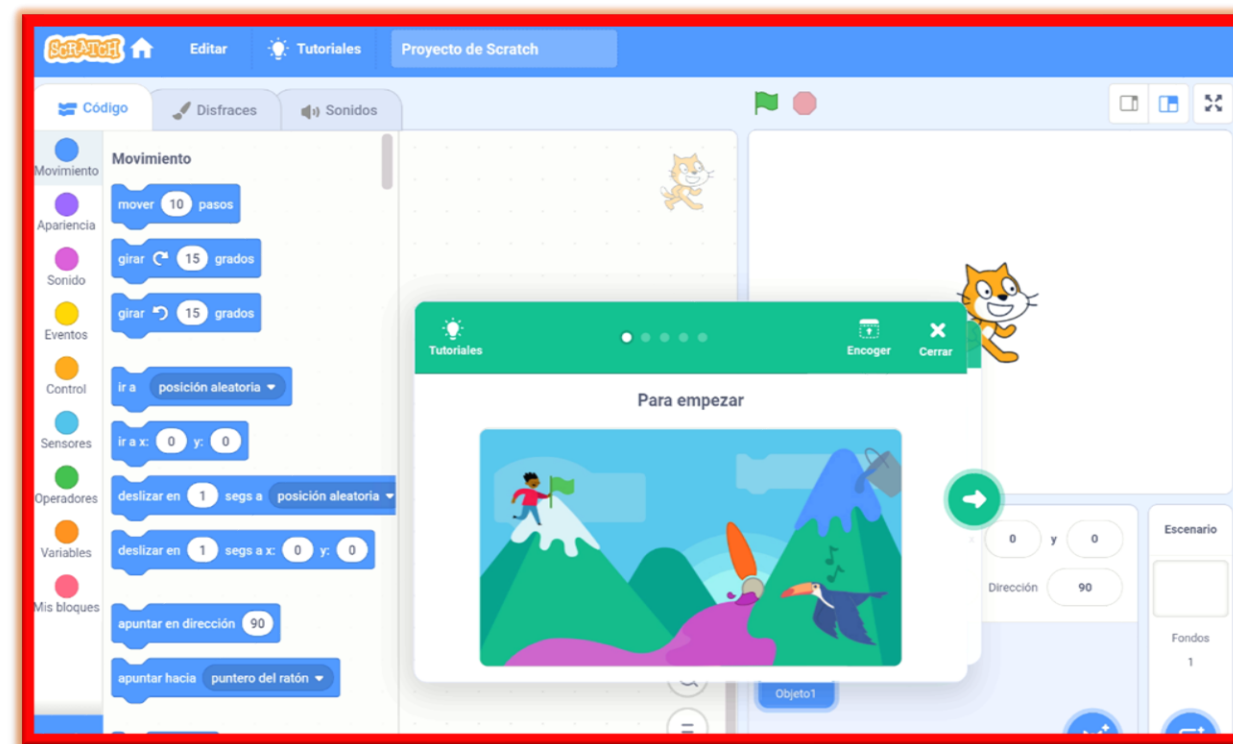 SCRATCH Editar Tutoriales Proyecto de Scratch
Código Disfraces Sonidos
Movimiento
Apariencia
Sonido
Eventos
Control
Sensores
Operadores
Variables
Mis bloques
Movimiento
mover 10 pasos
girar 15 grados
girar 15 grados
ir a posición aleatoria
ir a x: 0 y: 0
deslizar en 1 segs a posición aleatoria
deslizar en 1 segs a x: 0 y: 0
apuntar en dirección 90
apuntar hacia puntero del ratón
Tutoriales Encoger Cerrar
Para empezar
x 0 y 0
Dirección 90
Objeto1
Escenario
Fondos
1